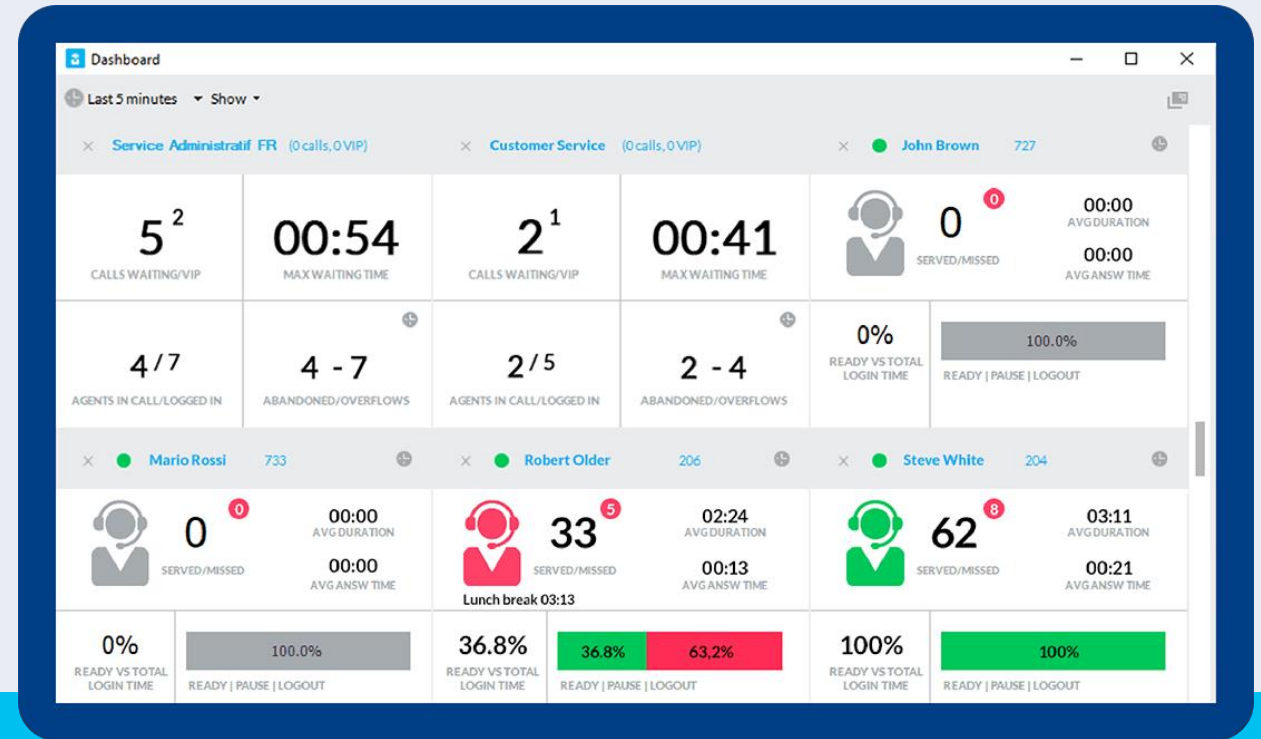 Dashboard
Last 5 minutes Show
Service Administratif FR (0 calls, 0 VIP)
5 2
CALLS WAITING/VIP
00:54
MAX WAITING TIME
4 / 7
AGENTS IN CALL/LOGGED IN
4 - 7
ABANDONED/OVERFLOWS
Customer Service (0 calls, 0 VIP)
2 1
CALLS WAITING/VIP
00:41
MAX WAITING TIME
2 / 5
AGENTS IN CALL/LOGGED IN
2 - 4
ABANDONED/OVERFLOWS
John Brown 727
0 0
SERVED/MISSED
00:00
AVG DURATION
00:00
AVG ANSW TIME
0%
READY VS TOTAL
LOGIN TIME
100.0%
READY | PAUSE | LOGOUT
Mario Rossi 733
0 0
SERVED/MISSED
00:00
AVG DURATION
00:00
AVG ANSW TIME
0%
READY VS TOTAL
LOGIN TIME
100.0%
READY | PAUSE | LOGOUT
Robert Older 206
33 5
SERVED/MISSED
Lunch break 03:13
02:24
AVG DURATION
00:13
AVG ANSW TIME
36.8%
READY VS TOTAL
LOGIN TIME
36.8% 63,2%
READY | PAUSE | LOGOUT
Steve White 204
62 8
SERVED/MISSED
03:11
AVG DURATION
00:21
AVG ANSW TIME
100%
READY VS TOTAL
LOGIN TIME
100%
READY | PAUSE | LOGOUT